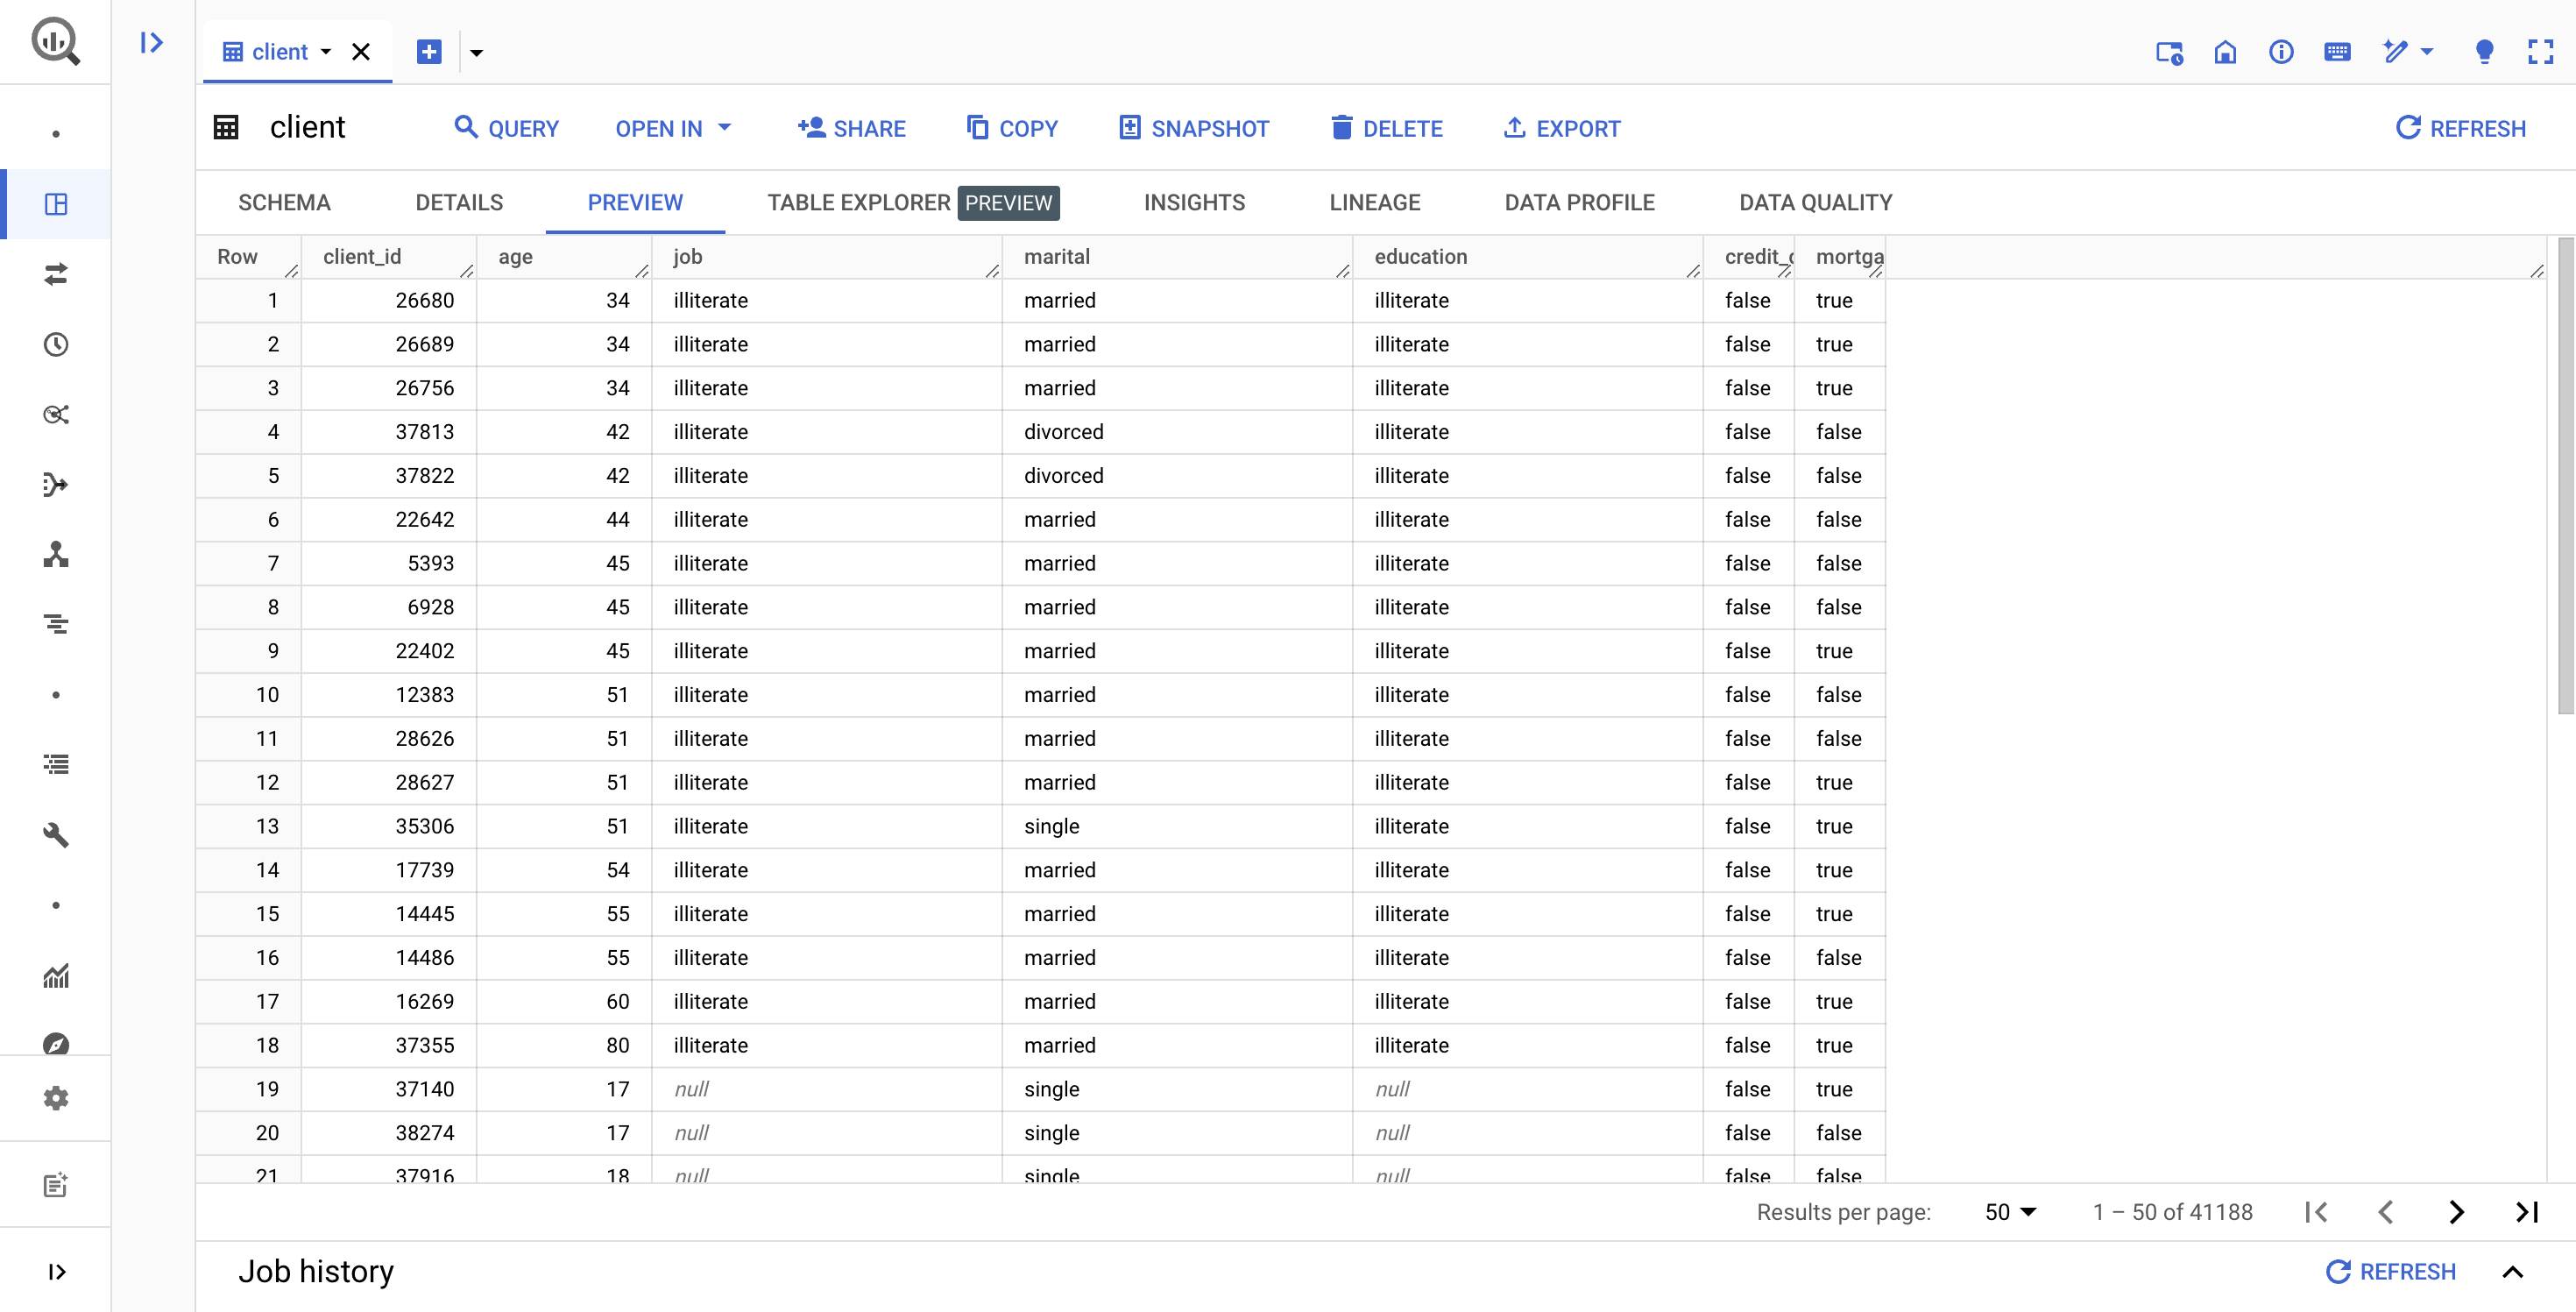 client
client QUERY OPEN IN SHARE COPY SNAPSHOT DELETE EXPORT REFRESH
SCHEMA DETAILS PREVIEW TABLE EXPLORER PREVIEW INSIGHTS LINEAGE DATA PROFILE DATA QUALITY
Row client_id age job marital education credit_ mortga
1 26680 34 illiterate married illiterate false true
2 26689 34 illiterate married illiterate false true
3 26756 34 illiterate married illiterate false true
4 37813 42 illiterate divorced illiterate false false
5 37822 42 illiterate divorced illiterate false false
6 22642 44 illiterate married illiterate false false
7 5393 45 illiterate married illiterate false false
8 6928 45 illiterate married illiterate false false
9 22402 45 illiterate married illiterate false true
10 12383 51 illiterate married illiterate false false
11 28626 51 illiterate married illiterate false false
12 28627 51 illiterate married illiterate false true
13 35306 51 illiterate single illiterate false true
14 17739 54 illiterate married illiterate false true
15 14445 55 illiterate married illiterate false true
16 14486 55 illiterate married illiterate false false
17 16269 60 illiterate married illiterate false true
18 37355 80 illiterate married illiterate false true
19 37140 17 null single null false true
20 38274 17 null single null false false
21 37916 18 null single null false false
Results per page: 50 1 – 50 of 41188
Job history REFRESH